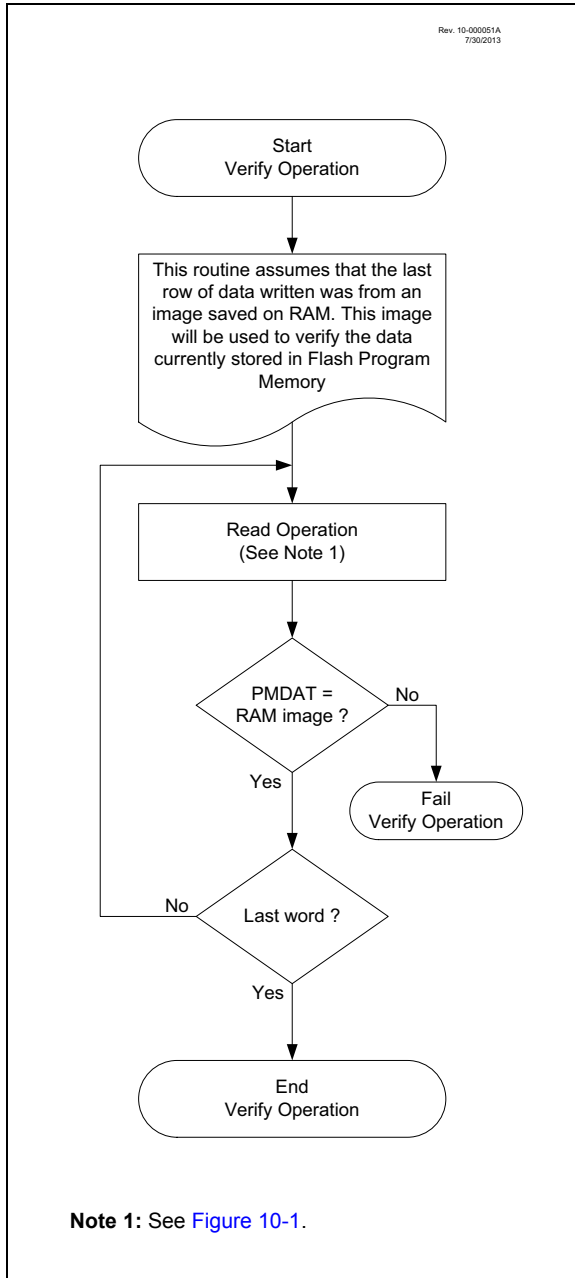 Rev. 10-000051A
7/30/2013
Start
Verify Operation
This routine assumes that the last
row of data written was from an
image saved on RAM. This image
will be used to verify the data
currently stored in Flash Program
Memory
Read Operation
(See Note 1)
PMDAT =
RAM image ?
No
Yes
Fail
Verify Operation
Last word ?
No
Yes
End
Verify Operation
Note 1: See Figure 10-1.